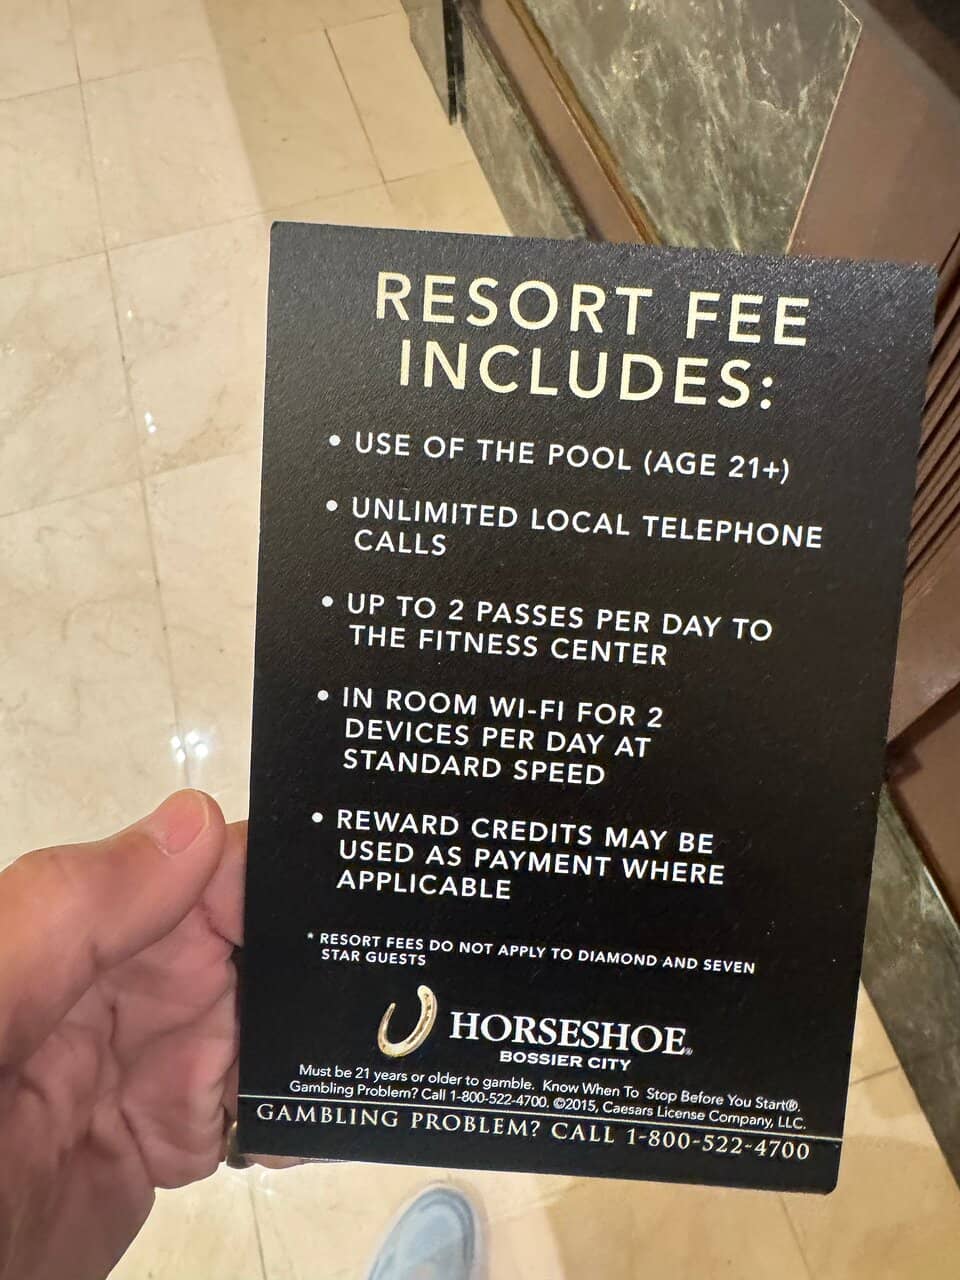 RESORT FEE
INCLUDES:
• USE OF THE POOL (AGE 21+)
• UNLIMITED LOCAL TELEPHONE
CALLS
• UP TO 2 PASSES PER DAY TO
THE FITNESS CENTER
• IN ROOM WI-FI FOR 2
DEVICES PER DAY AT
STANDARD SPEED
• REWARD CREDITS MAY BE
USED AS PAYMENT WHERE
APPLICABLE
* RESORT FEES DO NOT APPLY TO DIAMOND AND SEVEN
STAR GUESTS
HORSESHOE®
BOSSIER CITY
Must be 21 years or older to gamble. Know When To Stop Before You Start®.
Gambling Problem? Call 1-800-522-4700. ©2015, Caesars License Company, LLC.
GAMBLING PROBLEM? CALL 1-800-522-4700